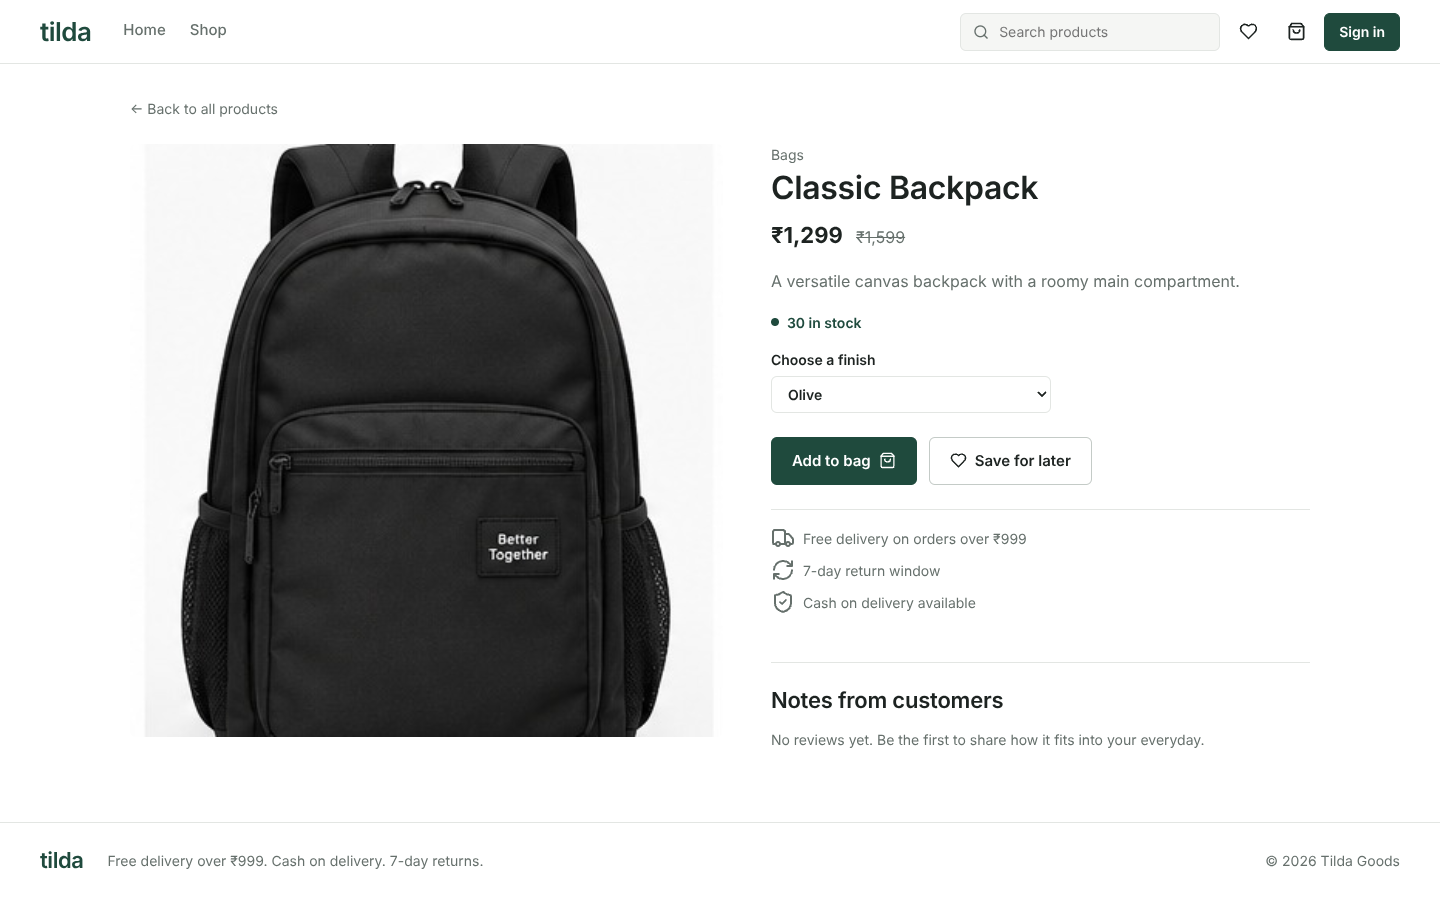 tilda
Home
Shop
Search products
Sign in
← Back to all products
Better
Together
Bags
Classic Backpack
₹1,299 ₹1,599
A versatile canvas backpack with a roomy main compartment.
30 in stock
Choose a finish
Olive
Add to bag
Save for later
Free delivery on orders over ₹999
7-day return window
Cash on delivery available
Notes from customers
No reviews yet. Be the first to share how it fits into your everyday.
tilda
Free delivery over ₹999. Cash on delivery. 7-day returns.
© 2026 Tilda Goods